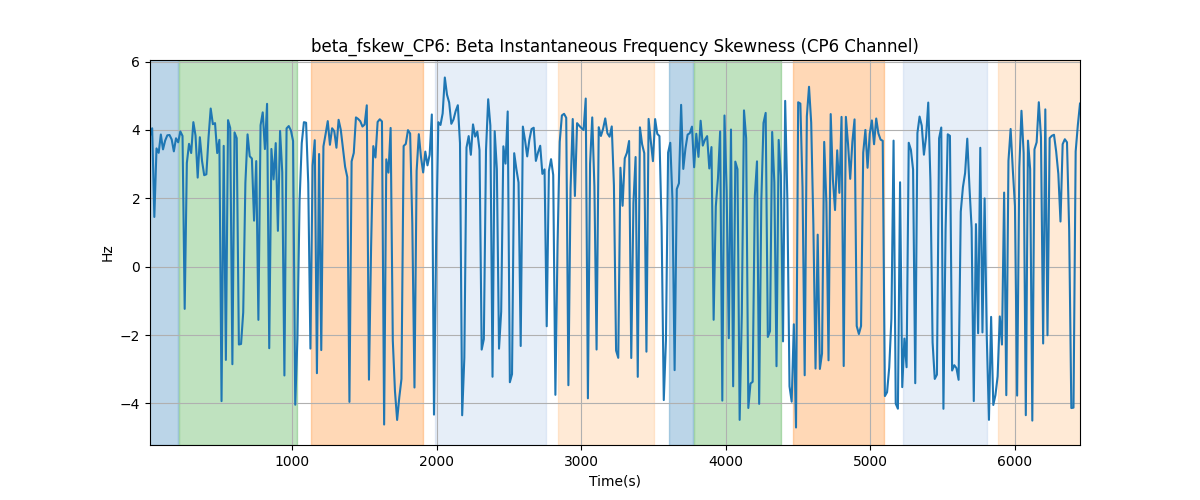 beta_fskew_CP6: Beta Instantaneous Frequency Skewness (CP6 Channel)
6
4
2
0
−2
−4
Hz
1000 2000 3000 4000 5000 6000
Time(s)